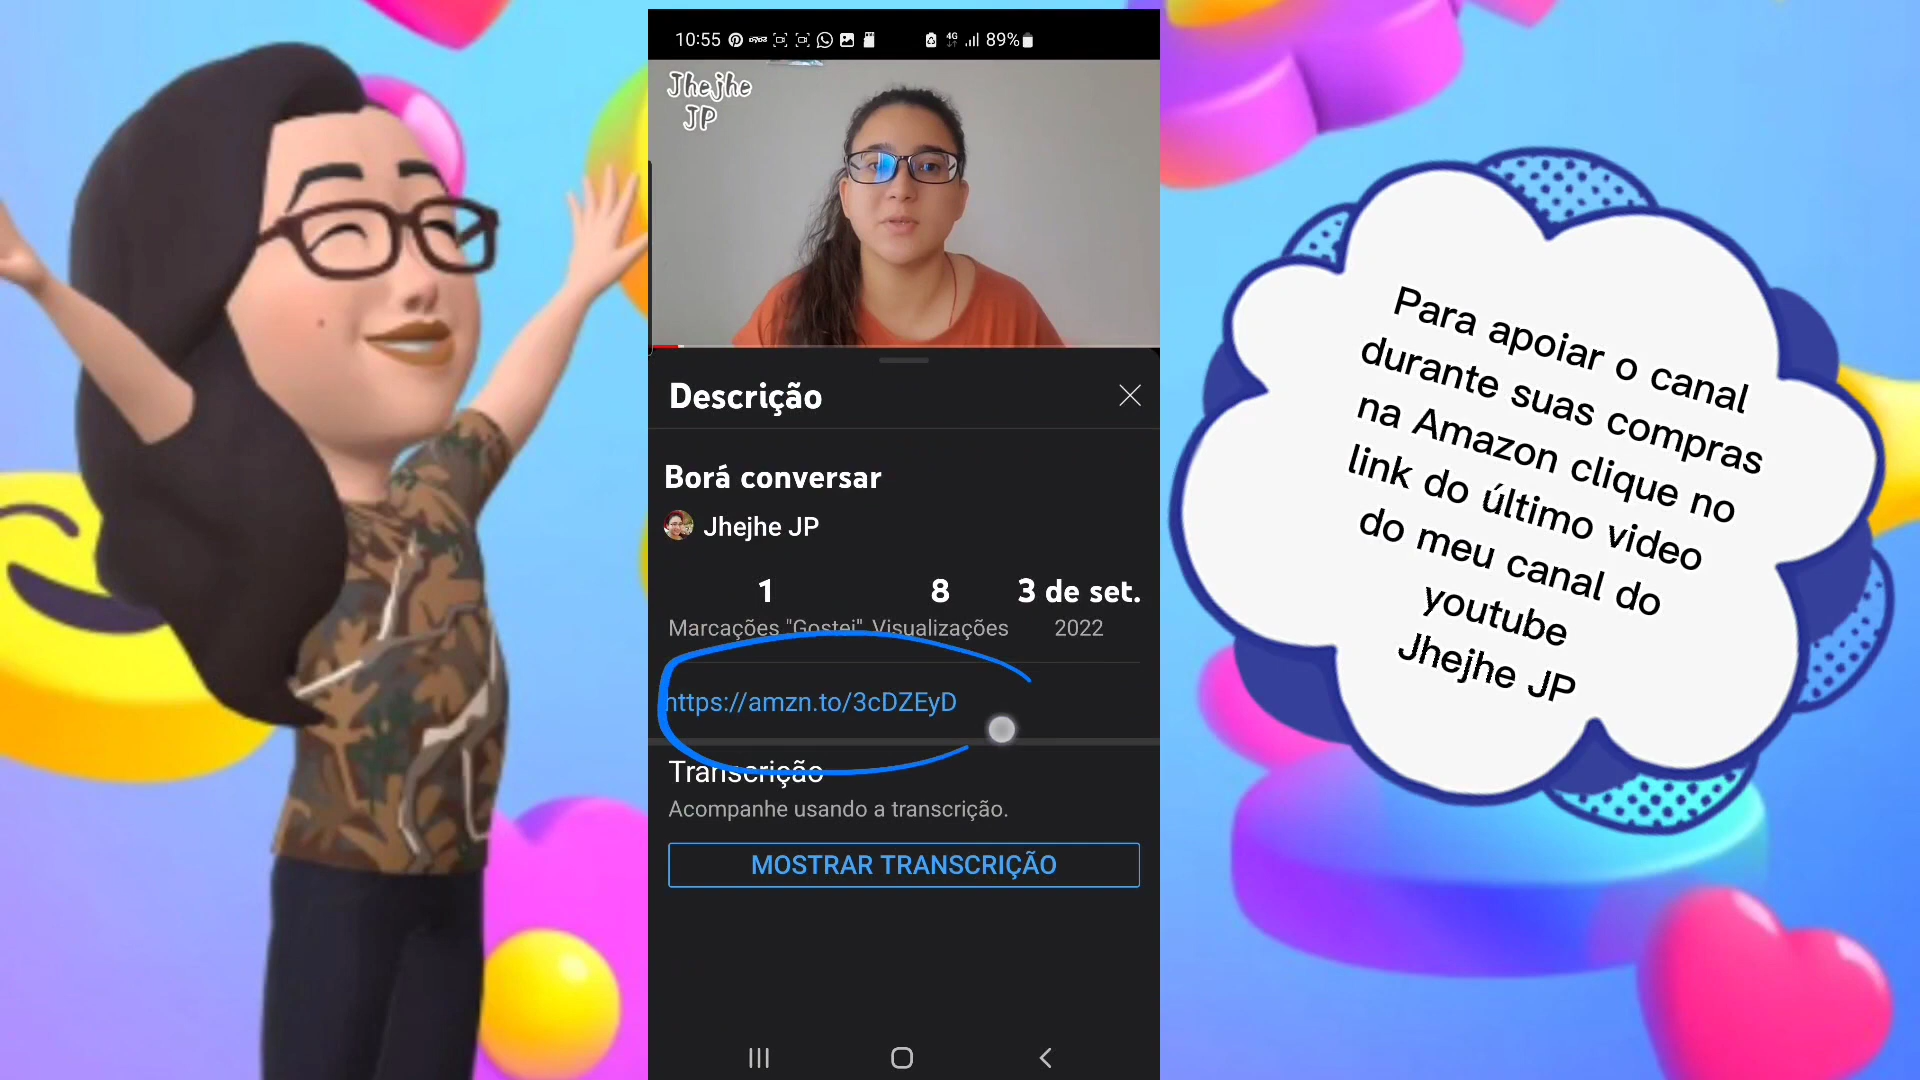 10:55
4G
89%
Jhejhe
JP
Descrição
Borá conversar
Jhejhe JP
1
8
3 de set.
Marcações "Gostei"
Visualizações
2022
https://amzn.to/3cDZEyD
Transcrição
Acompanhe usando a transcrição.
MOSTRAR TRANSCRIÇÃO
Para apoiar o canal
durante suas compras
na Amazon clique no
link do último video
do meu canal do
youtube
Jhejhe JP